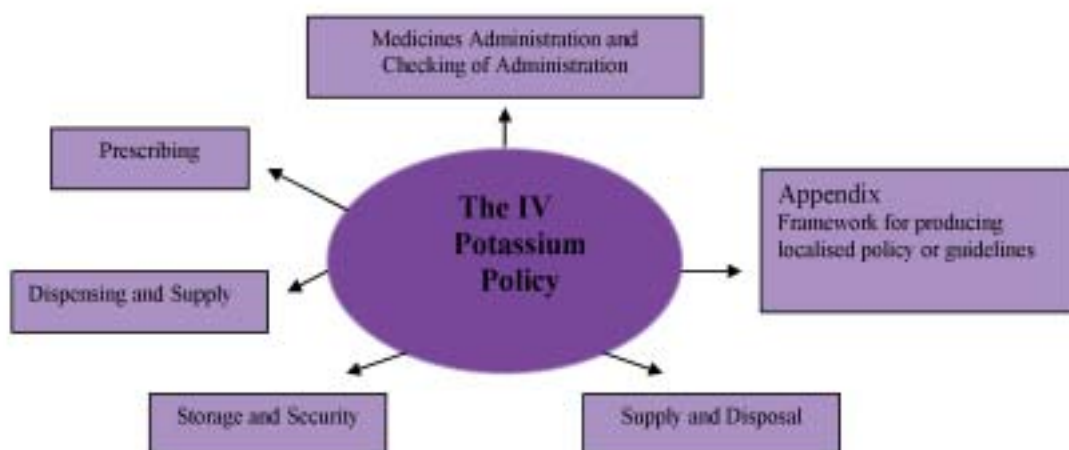 Medicines Administration and
Checking of Administration
Prescribing
The IV
Potassium
Policy
Appendix
Framework for producing
localised policy or guidelines
Dispensing and Supply
Storage and Security
Supply and Disposal